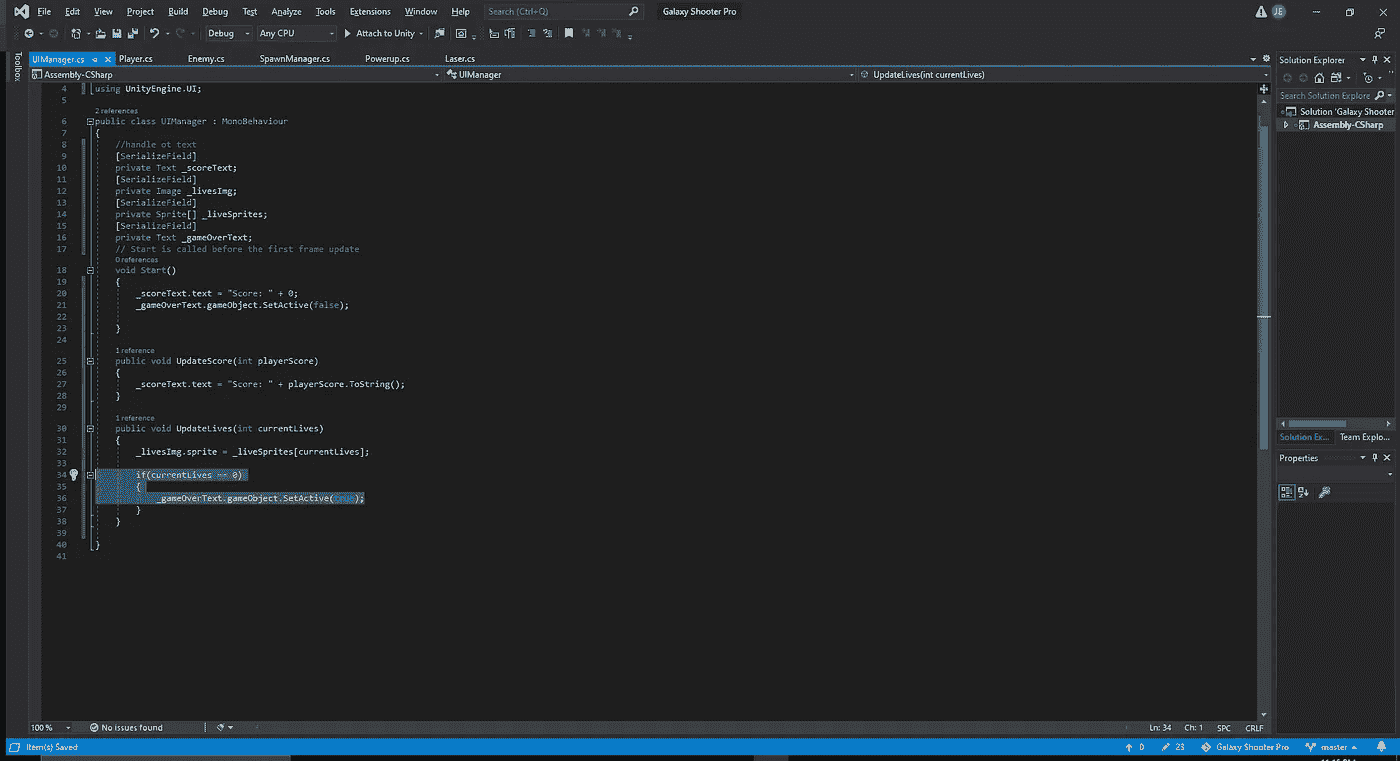 File Edit View Project Build Debug Test Analyze Tools Extensions Window Help Search (Ctrl+Q) Galaxy Shooter Pro JE
Debug Any CPU Attach to Unity
Toolbox
UIManager.cs Player.cs Enemy.cs SpawnManager.cs Powerup.cs Laser.cs
Assembly-CSharp UIManager UpdateLives(int currentLives)
4 using UnityEngine.UI;
5
2 references
6 public class UIManager : MonoBehaviour
7 {
8 //handle ot text
9 [SerializeField]
10 private Text _scoreText;
11 [SerializeField]
12 private Image _livesImg;
13 [SerializeField]
14 private Sprite[] _liveSprites;
15 [SerializeField]
16 private Text _gameOverText;
17 // Start is called before the first frame update
0 references
18 void Start()
19 {
20 _scoreText.text = "Score: " + 0;
21 _gameOverText.gameObject.SetActive(false);
22
23 }
24
1 reference
25 public void UpdateScore(int playerScore)
26 {
27 _scoreText.text = "Score: " + playerScore.ToString();
28 }
29
1 reference
30 public void UpdateLives(int currentLives)
31 {
32 _livesImg.sprite = _liveSprites[currentLives];
33
34 if(currentLives == 0)
35 {
36 _gameOverText.gameObject.SetActive(true);
37 }
38 }
39
40 }
41
Solution Explorer
Search Solution Explore
Solution 'Galaxy Shooter
Assembly-CSharp
Solution Ex... Team Explo...
Properties
100 % No issues found Ln: 34 Ch: 1 SPC CRLF
Item(s) Saved 0 23 Galaxy Shooter Pro master